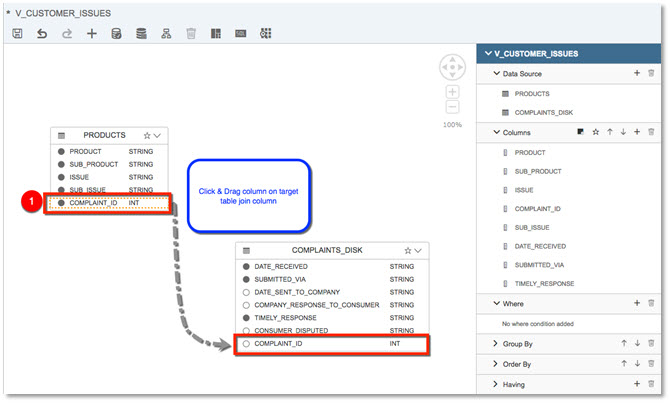 * V_CUSTOMER_ISSUES
SQL
100%
PRODUCTS
PRODUCT STRING
SUB_PRODUCT STRING
ISSUE STRING
SUB_ISSUE STRING
1
COMPLAINT_ID INT
Click & Drag column on target
table join column
COMPLAINTS_DISK
DATE_RECEIVED STRING
SUBMITTED_VIA STRING
DATE_SENT_TO_COMPANY STRING
COMPANY_RESPONSE_TO_CONSUMER STRING
TIMELY_RESPONSE STRING
CONSUMER_DISPUTED STRING
COMPLAINT_ID INT
V_CUSTOMER_ISSUES
Data Source
PRODUCTS
COMPLAINTS_DISK
Columns
PRODUCT
SUB_PRODUCT
ISSUE
COMPLAINT_ID
SUB_ISSUE
DATE_RECEIVED
SUBMITTED_VIA
TIMELY_RESPONSE
Where
No where condition added
Group By
Order By
Having